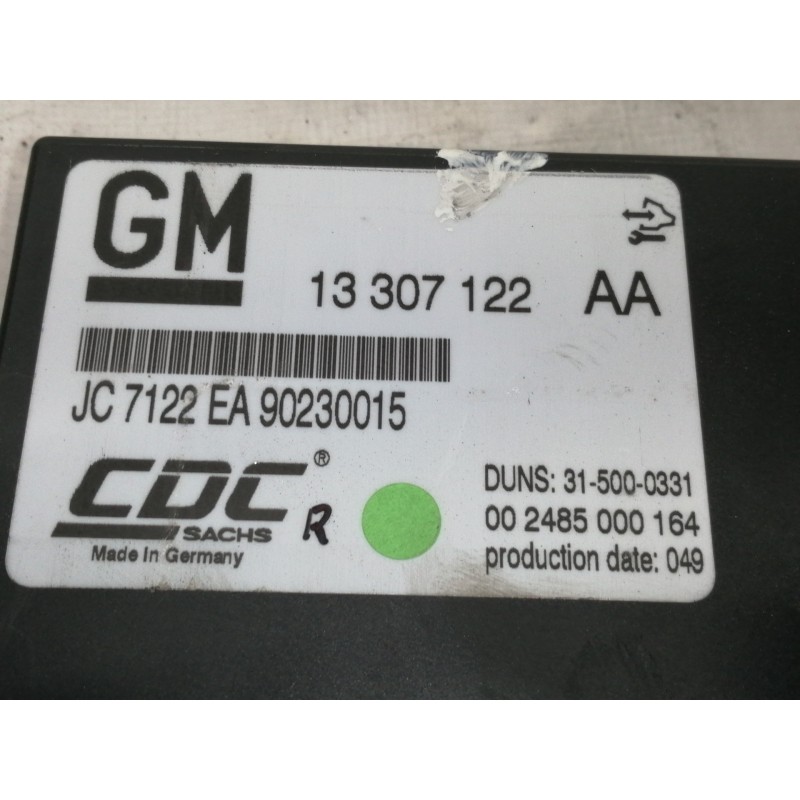 GM
13 307 122 AA
JC 7122 EA 90230015
CDC®
SACHS
Made In Germany
R
DUNS: 31-500-0331
00 2485 000 164
production date: 049